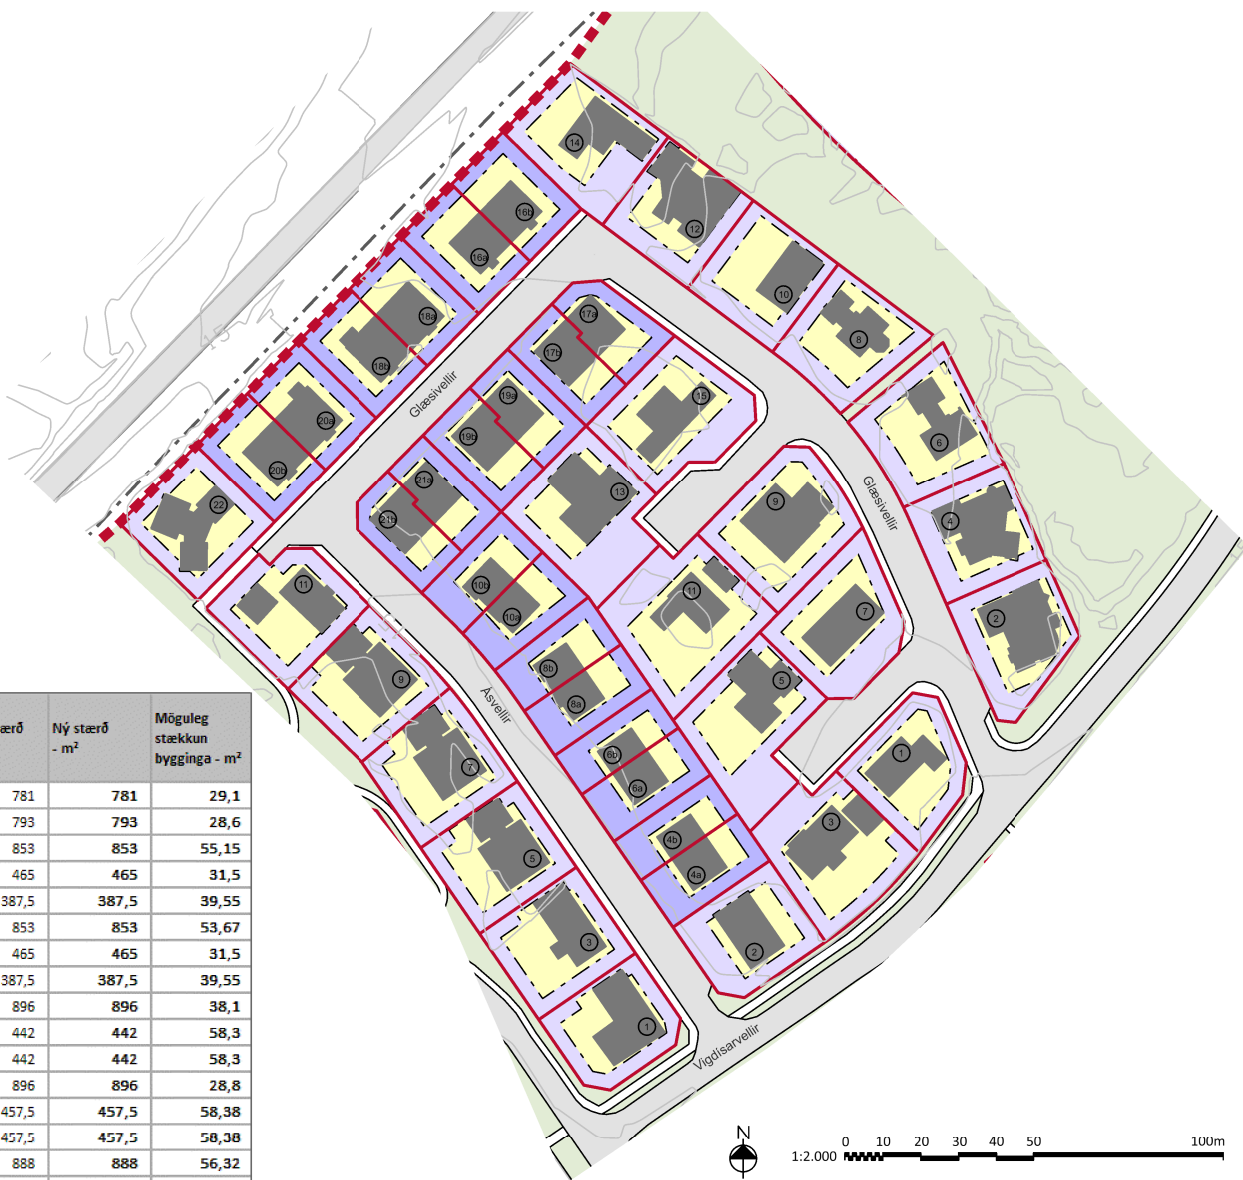 14
12
16b
16a
10
17a
8
18a
17b
18b
Glæsivellir
19a
15
20a
19b
6
20b
21a
13
Glæsivellir
22
9
21b
4
11
10b
11
7
10a
2
8b
9
5
8a
Ásvellir
6b
1
7
6a
3
4b
5
4a
3
2
1
Vigdísarvellir
ærð
Ný stærð
- m²
Möguleg
stækkun
bygginga - m²
781 781 29,1
793 793 28,6
853 853 55,15
465 465 31,5
387,5 387,5 39,55
853 853 53,67
465 465 31,5
387,5 387,5 39,55
896 896 38,1
442 442 58,3
442 442 58,3
896 896 28,8
457,5 457,5 58,38
457,5 457,5 58,38
888 888 56,32
N
1:2.000 0 10 20 30 40 50 100m